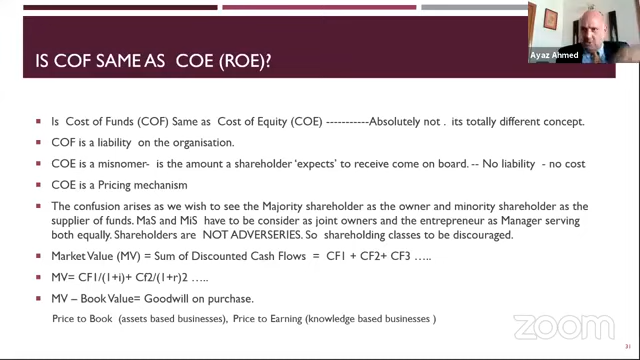 Ayaz Ahmed
IS COF SAME AS COE (ROE)?
Is Cost of Funds (COF) Same as Cost of Equity (COE) -----------Absolutely not . its totally different concept.
COF is a liability on the organisation.
COE is a misnomer- is the amount a shareholder 'expects' to receive come on board. -- No liability - no cost
COE is a Pricing mechanism
The confusion arises as we wish to see the Majority shareholder as the owner and minority shareholder as the
supplier of funds. MaS and MiS have to be consider as joint owners and the entrepreneur as Manager serving
both equally. Shareholders are NOT ADVERSERIES. So shareholding classes to be discouraged.
Market Value (MV) = Sum of Discounted Cash Flows = CF1 + CF2+ CF3 …..
MV= CF1/(1+i)+ Cf2/(1+r)2 …..
MV – Book Value= Goodwill on purchase.
Price to Book (assets based businesses), Price to Earning (knowledge based businesses )
zoom
31